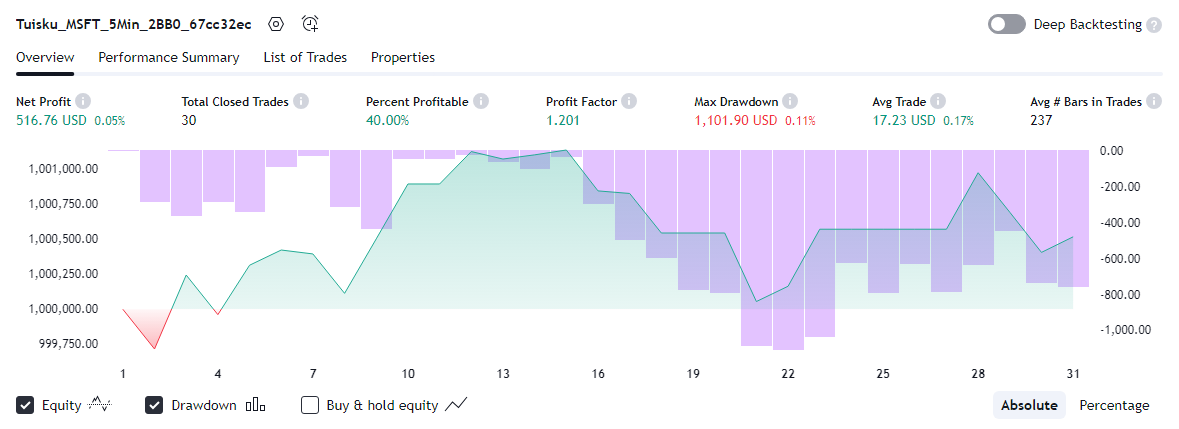 Tuisku_MSFT_5Min_2BB0_67cc32ec Deep Backtesting ?
Overview Performance Summary List of Trades Properties
Net Profit i Total Closed Trades i Percent Profitable i Profit Factor i Max Drawdown i Avg Trade i Avg # Bars in Trades i
516.76 USD 0.05% 30 40.00% 1.201 1,101.90 USD 0.11% 17.23 USD 0.17% 237
0.00
1,001,000.00
-200.00
1,000,750.00
-400.00
1,000,500.00
-600.00
1,000,250.00
-800.00
1,000,000.00
-1,000.00
999,750.00
1 4 7 10 13 16 19 22 25 28 31
Equity Drawdown Buy & hold equity Absolute Percentage